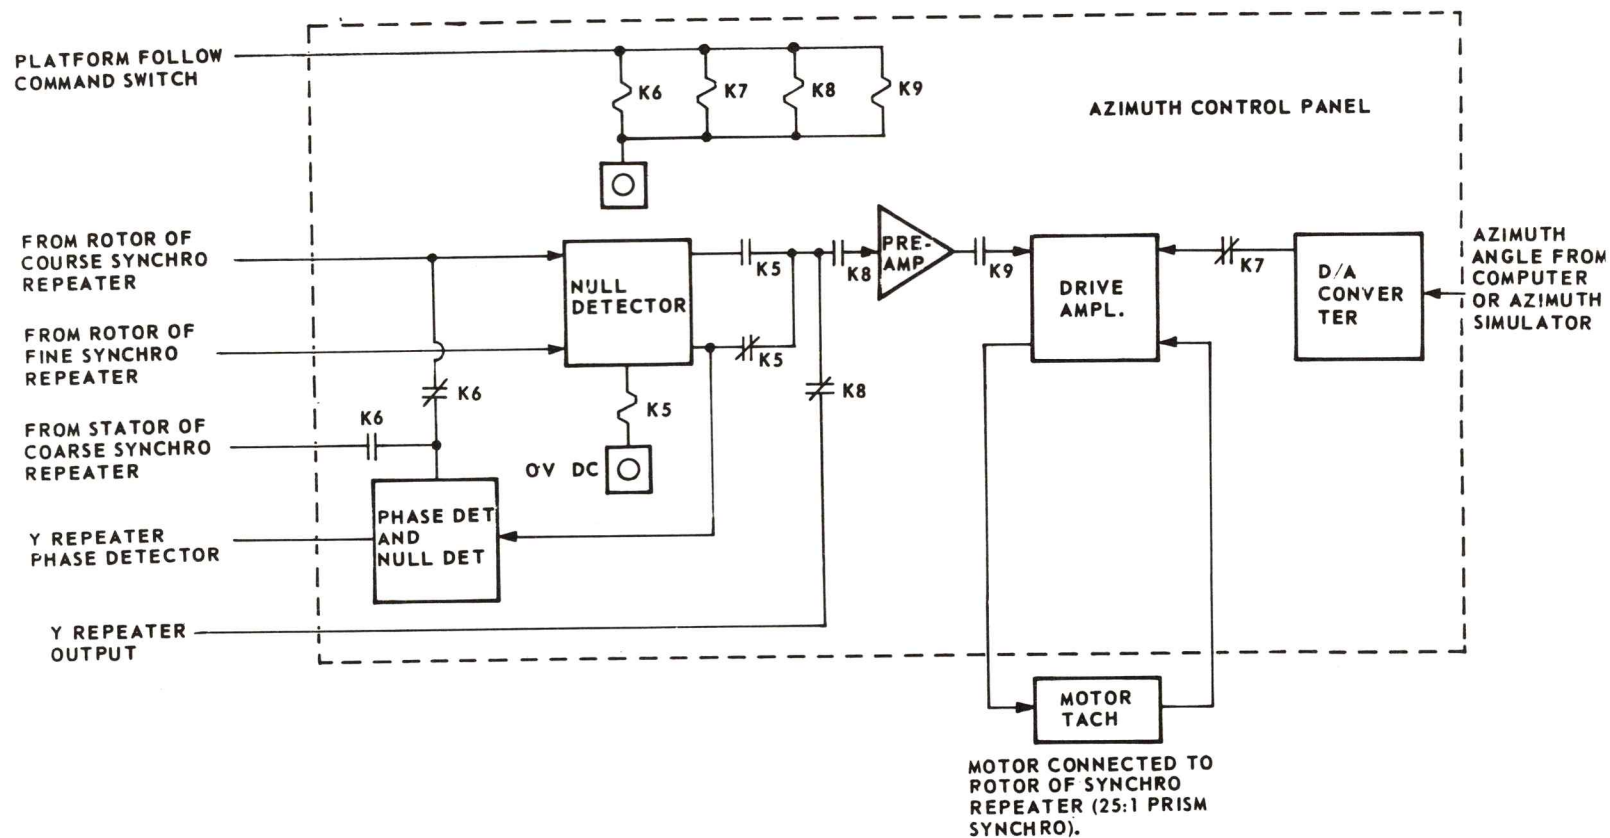 PLATFORM FOLLOW
COMMAND SWITCH
K6
K7
K8
K9
AZIMUTH CONTROL PANEL
FROM ROTOR OF
COURSE SYNCHRO
REPEATER
NULL
DETECTOR
K5
K8
PRE-
AMP
K9
DRIVE
AMPL.
K7
D/A
CONVER
TER
AZIMUTH
ANGLE FROM
COMPUTER
OR AZIMUTH
SIMULATOR
FROM ROTOR OF
FINE SYNCHRO
REPEATER
K5
K6
K5
K8
FROM STATOR OF
COARSE SYNCHRO
REPEATER
K6
0V DC
Y REPEATER
PHASE DETECTOR
PHASE DET
AND
NULL DET
Y REPEATER
OUTPUT
MOTOR
TACH
MOTOR CONNECTED TO
ROTOR OF SYNCHRO
REPEATER (25:1 PRISM
SYNCHRO).